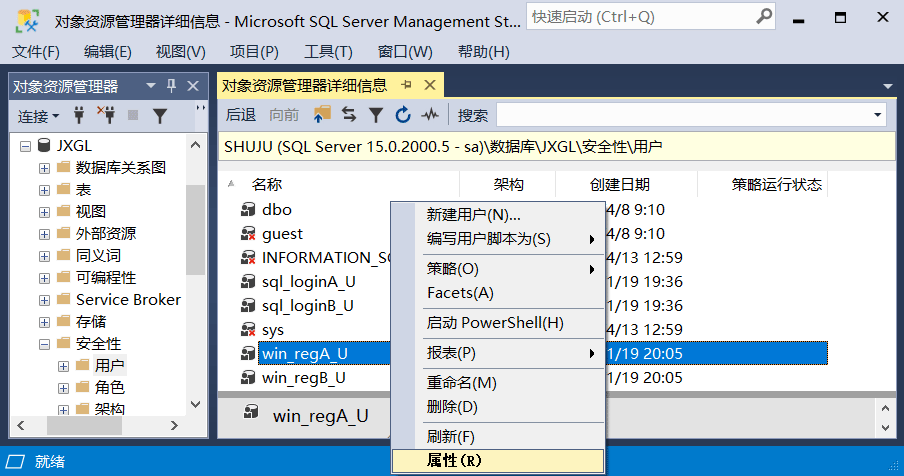 对象资源管理器详细信息 - Microsoft SQL Server Management St...
快速启动 (Ctrl+Q)
文件(F) 编辑(E) 视图(V) 项目(P) 工具(T) 窗口(W) 帮助(H)
对象资源管理器
连接
JXGL
数据库关系图
表
视图
外部资源
同义词
可编程性
Service Broker
存储
安全性
用户
角色
架构
对象资源管理器详细信息
后退 向前 搜索
SHUJU (SQL Server 15.0.2000.5 - sa)\数据库\JXGL\安全性\用户
名称 架构 创建日期 策略运行状态
dbo 4/8 9:10
guest 4/8 9:10
INFORMATION_SC 4/13 12:59
sql_loginA_U 1/19 19:36
sql_loginB_U 1/19 19:36
sys 4/13 12:59
win_regA_U 1/19 20:05
win_regB_U 1/19 20:05
win_regA_U
新建用户(N)...
编写用户脚本为(S)
策略(O)
Facets(A)
启动 PowerShell(H)
报表(P)
重命名(M)
删除(D)
刷新(F)
属性(R)
就绪